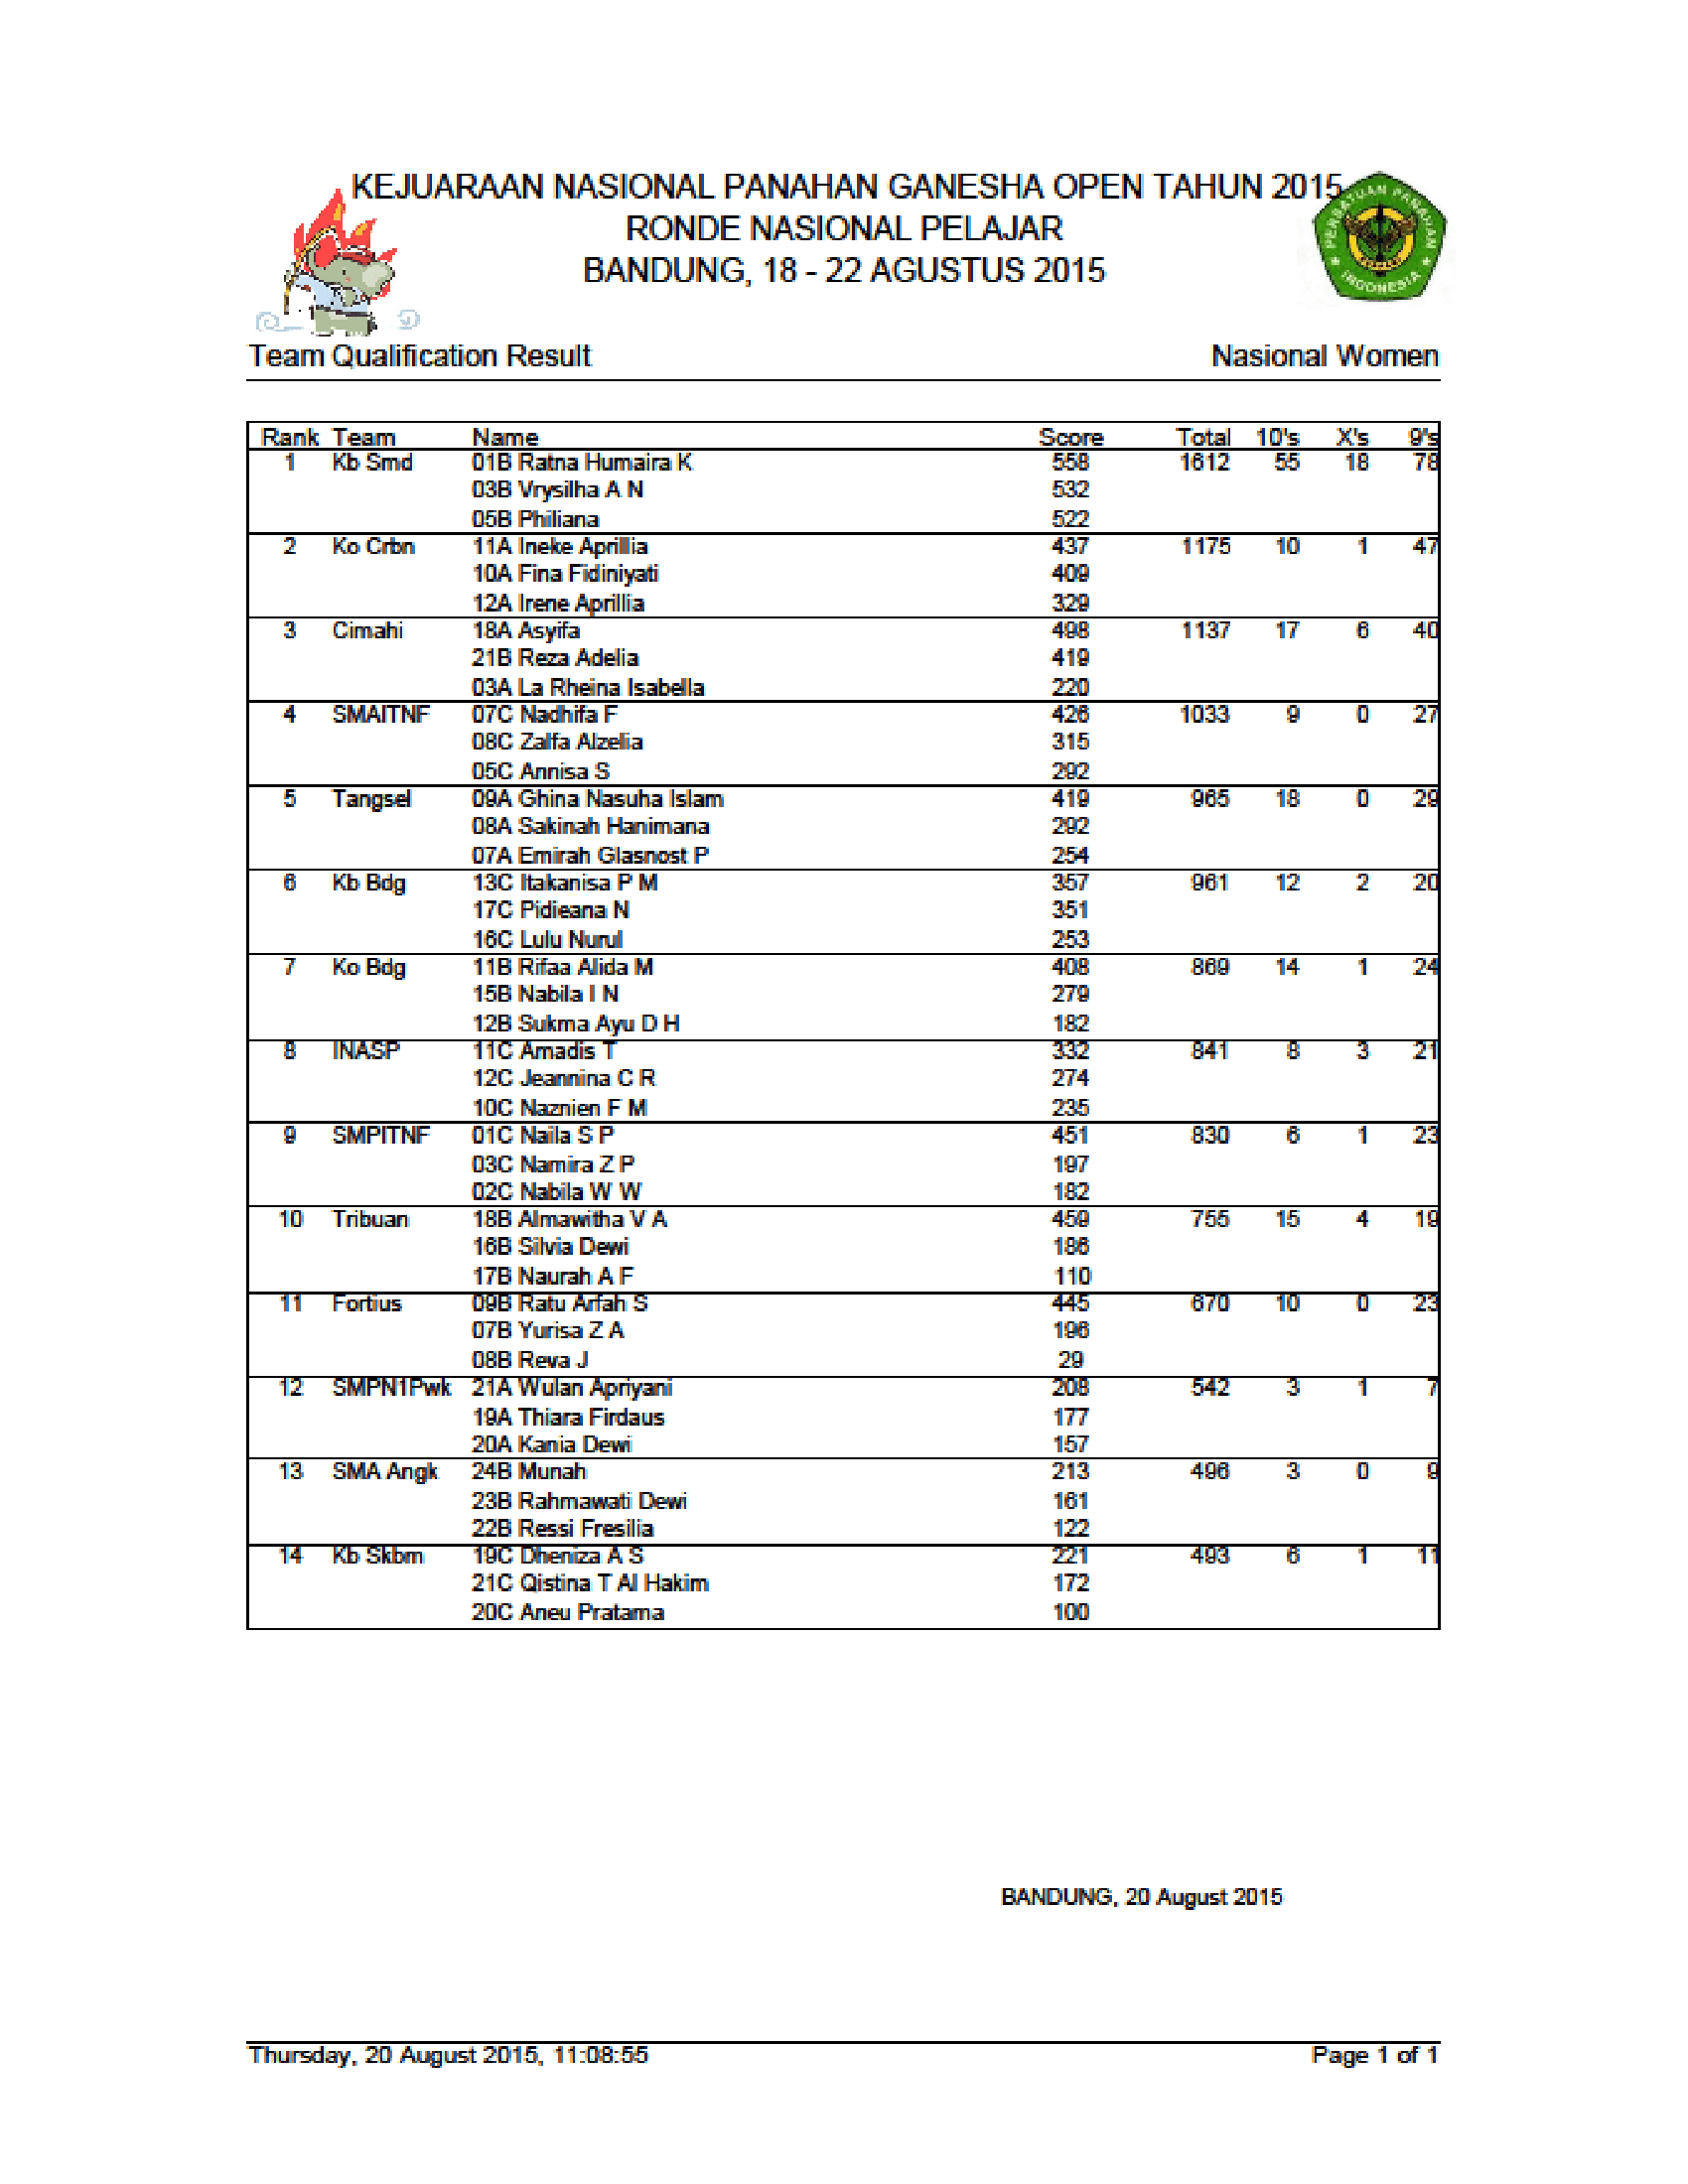 KEJUARAAN NASIONAL PANAHAN GANESHA OPEN TAHUN 2015
RONDE NASIONAL PELAJAR
BANDUNG, 18 - 22 AGUSTUS 2015
PERSATUAN PANAHAN
INDONESIA
Team Qualification Result Nasional Women
Rank Team Name Score Total 10's X's 9's
1 Kb Smd 01B Ratna Humaira K 558 1612 55 18 78
03B Vrysilha A N 532
05B Philiana 522
2 Ko Crbn 11A Ineke Aprillia 437 1175 10 1 47
10A Fina Fidiniyati 409
12A Irene Aprillia 329
3 Cimahi 18A Asyifa 498 1137 17 6 40
21B Reza Adelia 419
03A La Rheina Isabella 220
4 SMAITNF 07C Nadhifa F 426 1033 9 0 27
08C Zalfa Alzelia 315
05C Annisa S 292
5 Tangsel 09A Ghina Nasuha Islam 419 965 18 0 29
08A Sakinah Hanimana 292
07A Emirah Glasnost P 254
6 Kb Bdg 13C Itakanisa P M 357 961 12 2 20
17C Pidieana N 351
16C Lulu Nurul 253
7 Ko Bdg 11B Rifaa Alida M 408 869 14 1 24
15B Nabila I N 279
12B Sukma Ayu D H 182
8 INASP 11C Amadis T 332 841 8 3 21
12C Jeannina C R 274
10C Naznien F M 235
9 SMPITNF 01C Naila S P 451 830 6 1 23
03C Namira Z P 197
02C Nabila W W 182
10 Tribuan 18B Almawitha V A 459 755 15 4 19
16B Silvia Dewi 186
17B Naurah A F 110
11 Fortius 09B Ratu Arfah S 445 670 10 0 23
07B Yurisa Z A 196
08B Reva J 29
12 SMPN1Pwk 21A Wulan Apriyani 208 542 3 1 7
19A Thiara Firdaus 177
20A Kania Dewi 157
13 SMA Angk 24B Munah 213 496 3 0 9
23B Rahmawati Dewi 161
22B Ressi Fresilia 122
14 Kb Skbm 19C Dheniza A S 221 493 6 1 11
21C Qistina T Al Hakim 172
20C Aneu Pratama 100
BANDUNG, 20 August 2015
Thursday, 20 August 2015, 11:08:55 Page 1 of 1